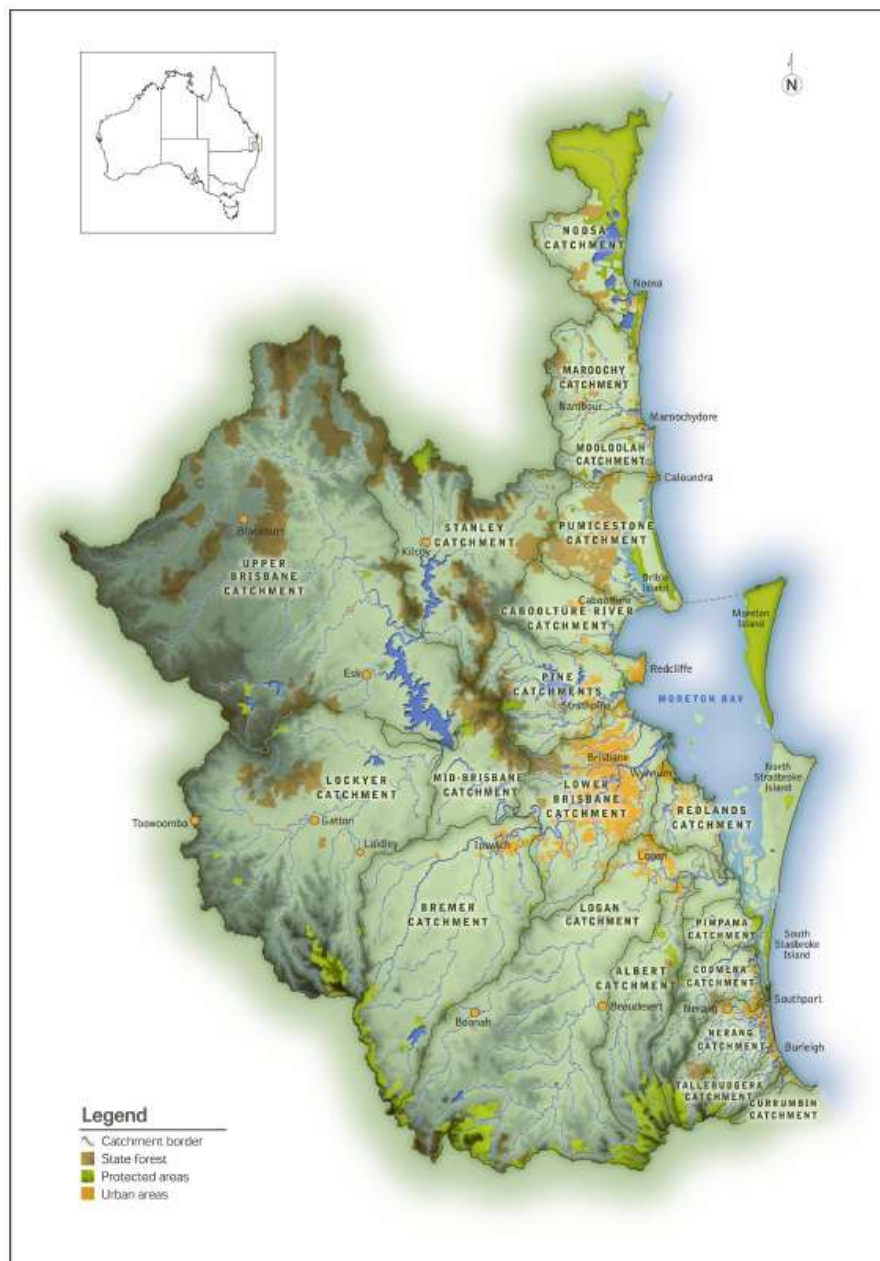 N
NOOSA
CATCHMENT
Noosa
MAROOCHY
CATCHMENT
Nambour
Maroochydore
MOOLOOLAH
CATCHMENT
Caloundra
Blackbutt
STANLEY
CATCHMENT
PUMICESTONE
CATCHMENT
Kilcoy
UPPER
BRISBANE
CATCHMENT
Bribie
Island
Caboolture
CABOOLTURE RIVER
CATCHMENT
Moreton
Island
Esk
Redcliffe
PINE
CATCHMENTS
Strathpine
MORETON BAY
Brisbane
Wynnum
North
Stradbroke
Island
LOCKYER
CATCHMENT
MID-BRISBANE
CATCHMENT
LOWER
BRISBANE
CATCHMENT
REDLANDS
CATCHMENT
Toowoomba
Gatton
Laidley
Ipswich
Logan
BREMER
CATCHMENT
LOGAN
CATCHMENT
PIMPAMA
CATCHMENT
South
Stadbroke
Island
ALBERT
CATCHMENT
COOMERA
CATCHMENT
Southport
Boonah
Beaudesert
Nerang
NERANG
CATCHMENT
Burleigh
TALLEBUDGERA
CATCHMENT
CURRUMBIN
CATCHMENT
Legend
Catchment border
State forest
Protected areas
Urban areas